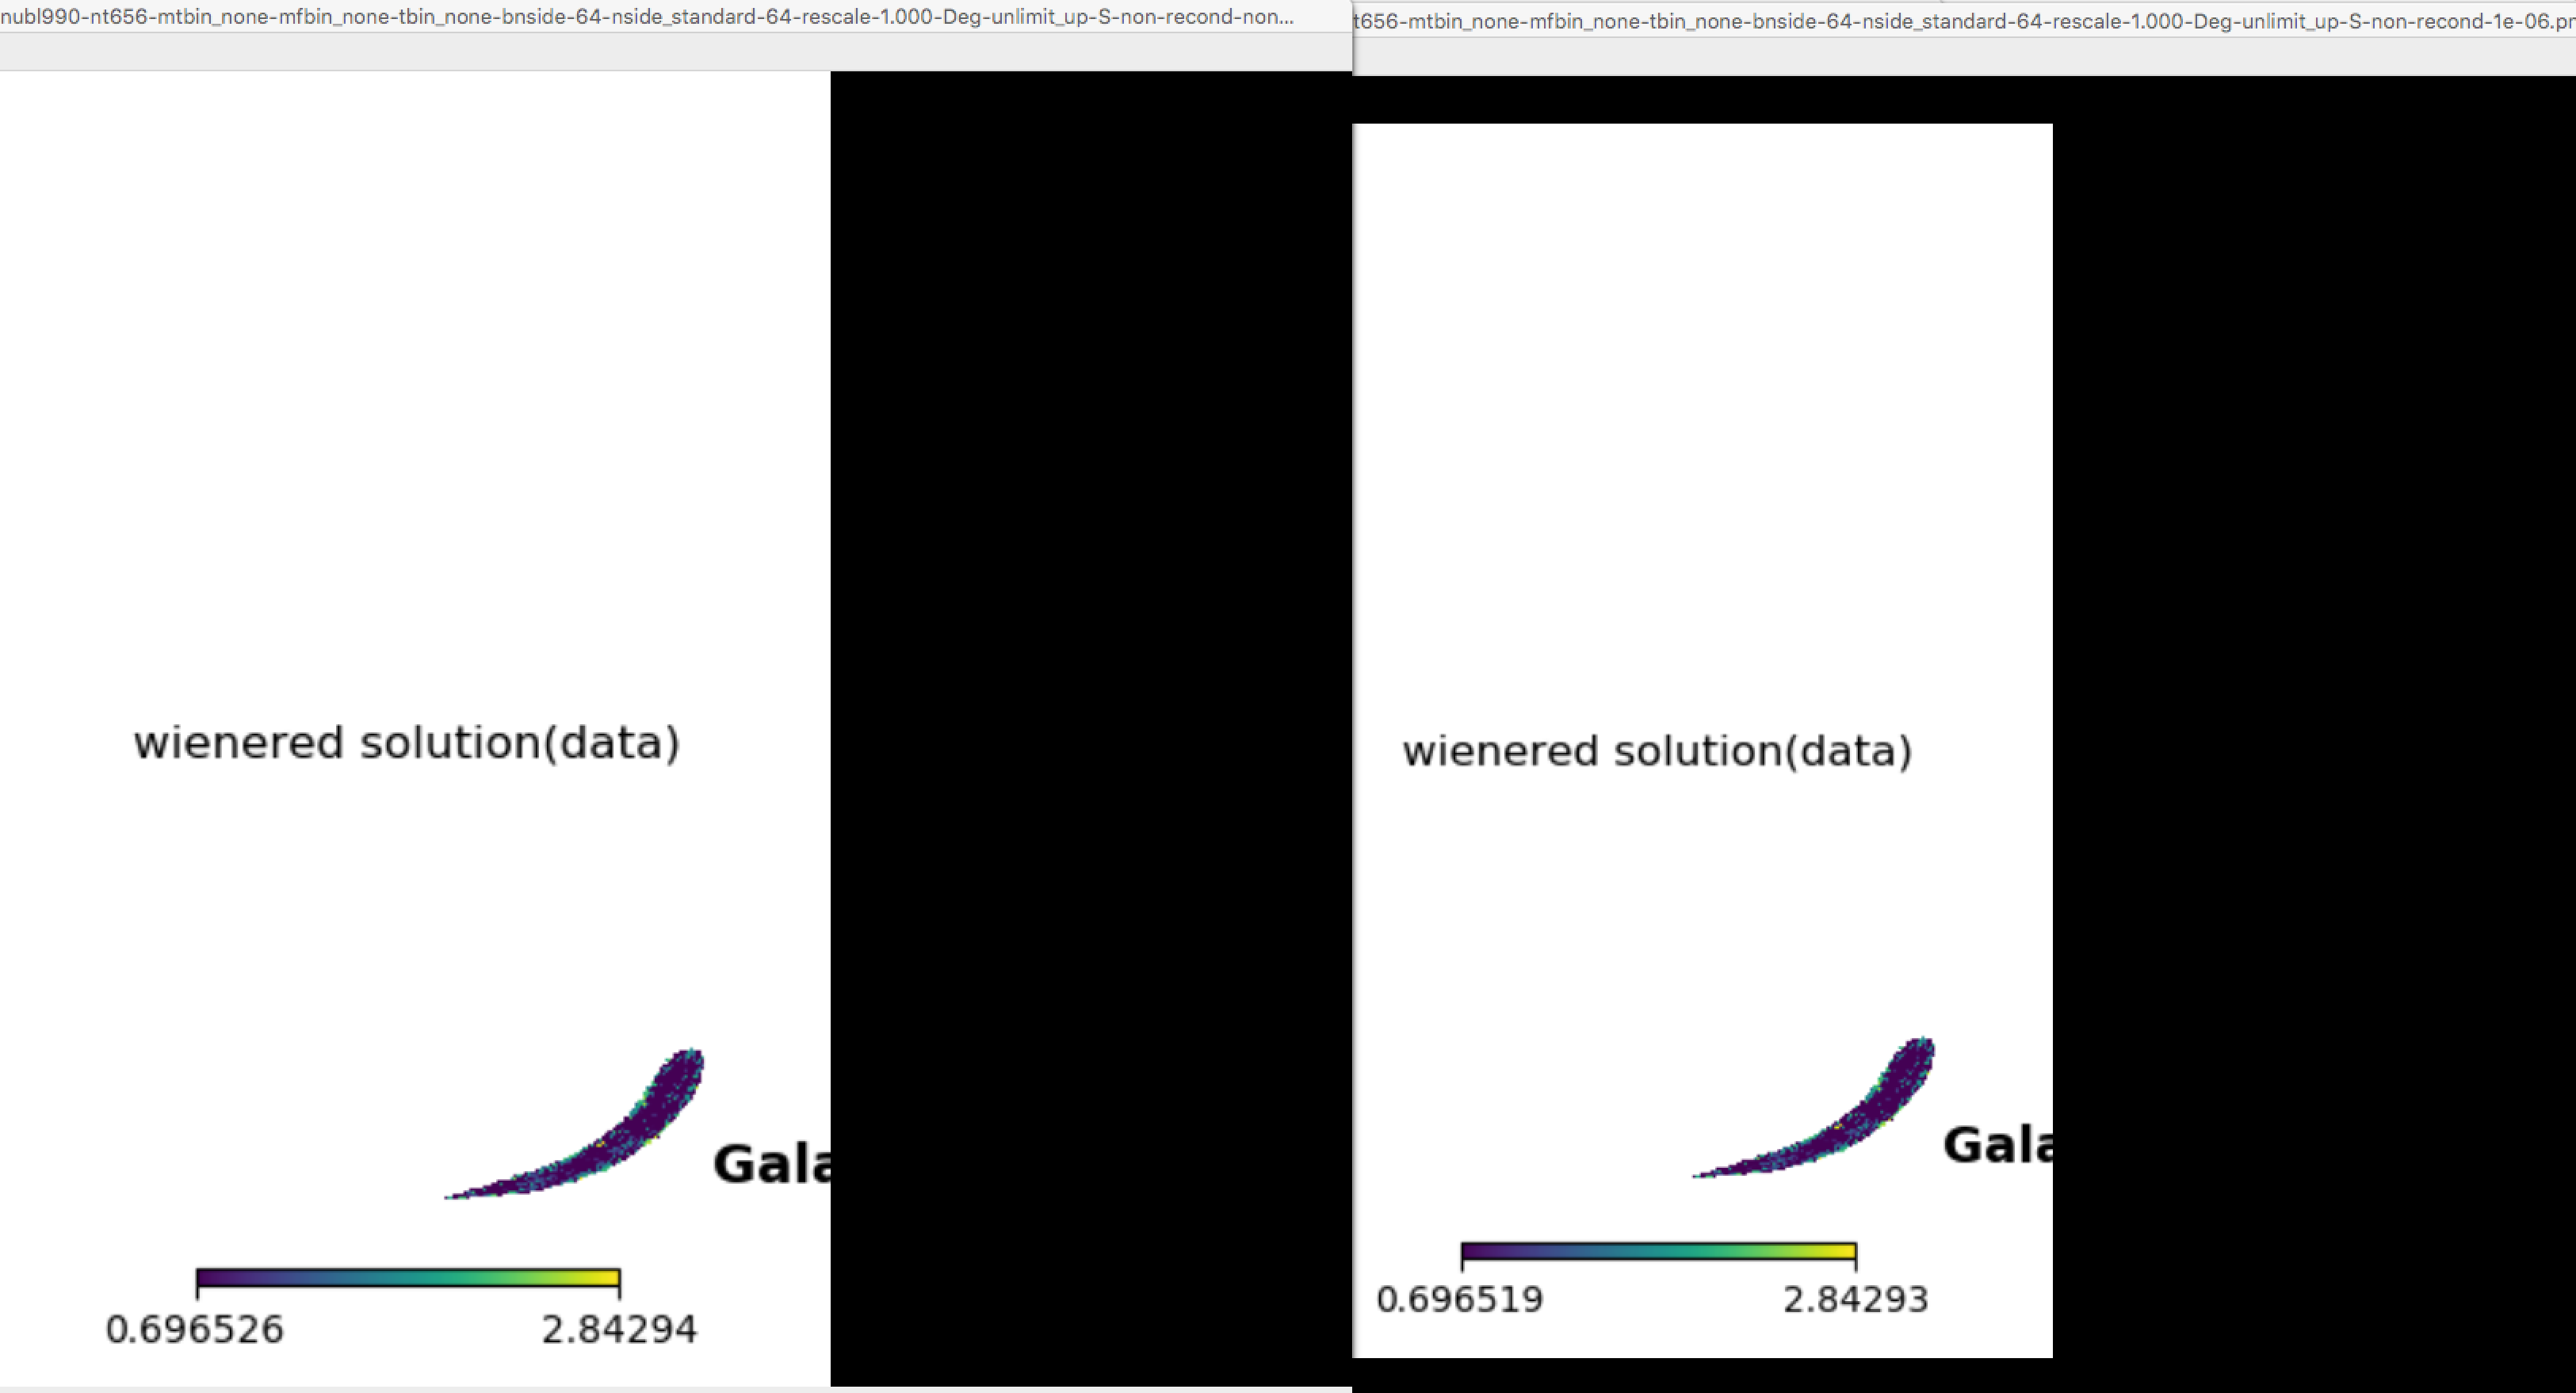 nubl990-nt656-mtbin_none-mfbin_none-tbin_none-bnside-64-nside_standard-64-rescale-1.000-Deg-unlimit_up-S-non-recond-non...
wienered solution(data)
Gala
0.696526 2.84294
t656-mtbin_none-mfbin_none-tbin_none-bnside-64-nside_standard-64-rescale-1.000-Deg-unlimit_up-S-non-recond-1e-06.pn
wienered solution(data)
Gala
0.696519 2.84293